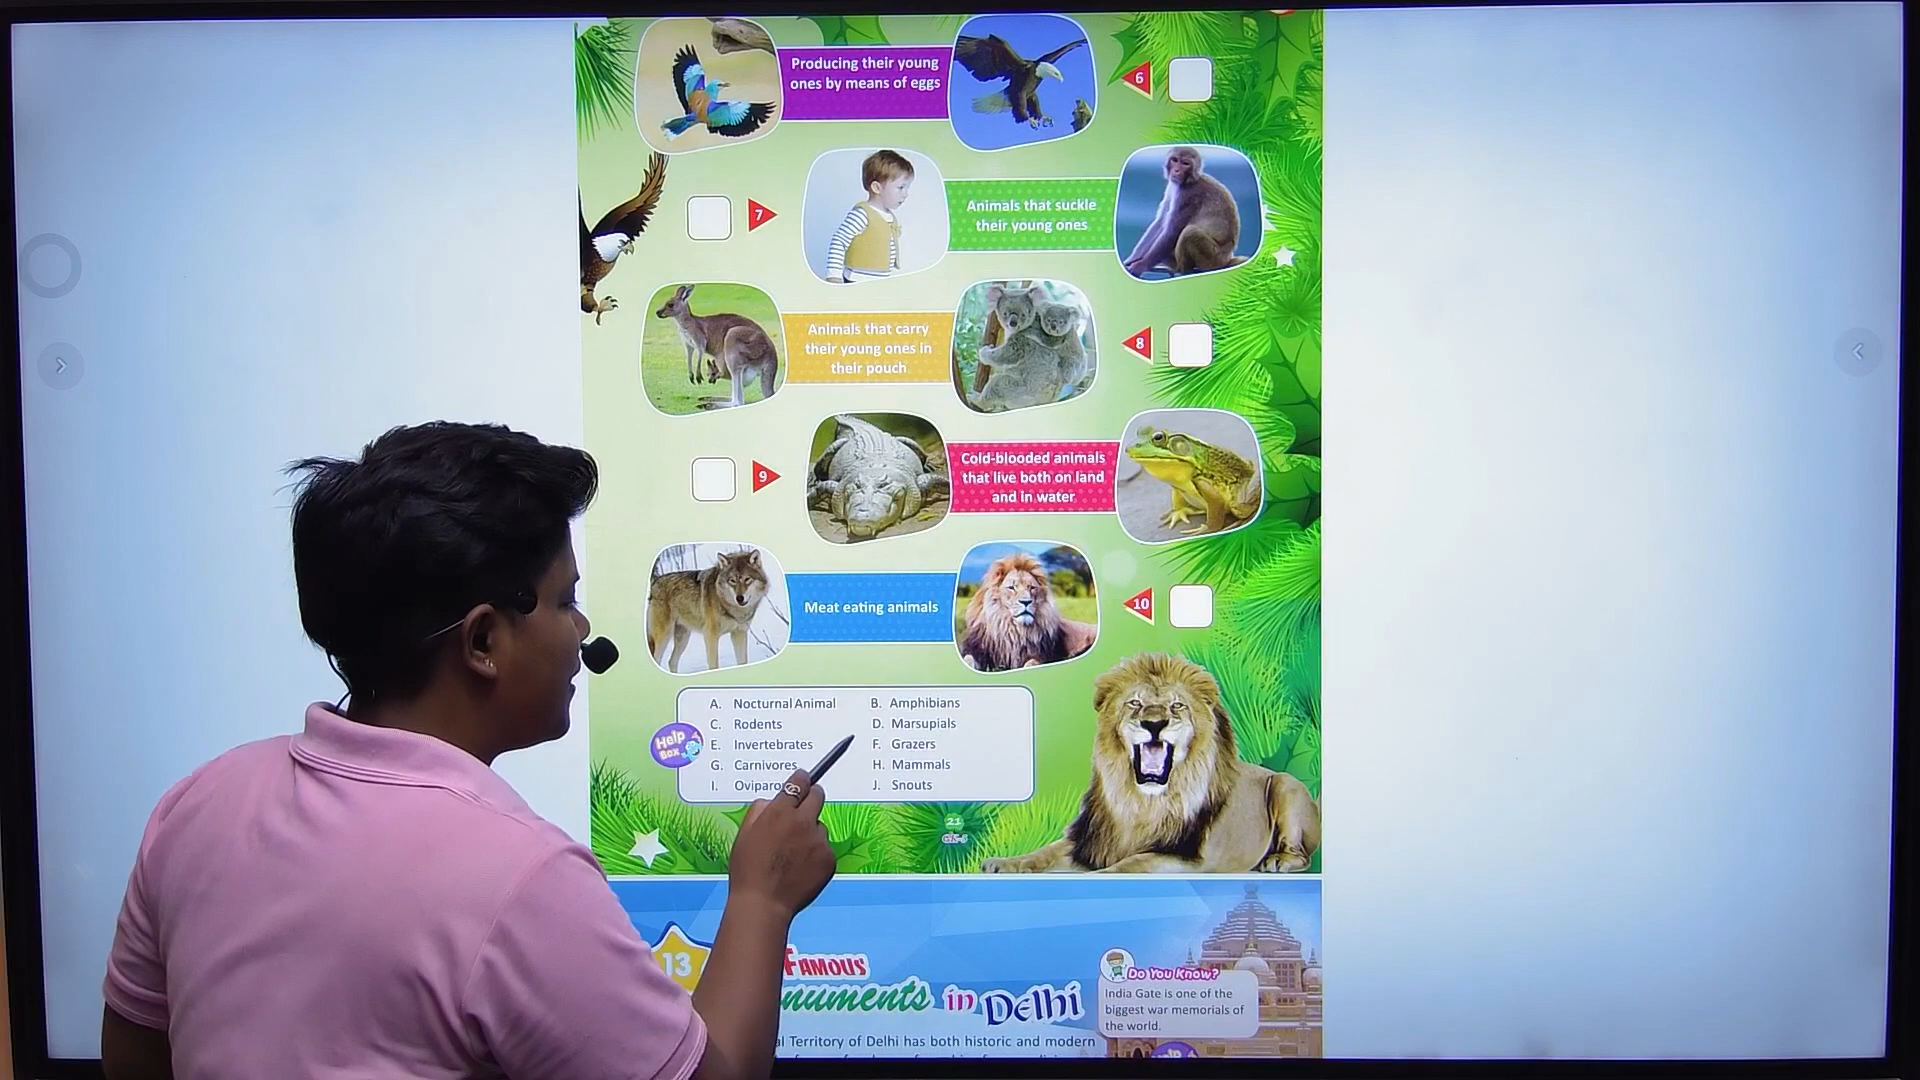 Producing their young
ones by means of eggs
6
7
Animals that suckle
their young ones
Animals that carry
their young ones in
their pouch
8
9
Cold-blooded animals
that live both on land
and in water
Meat eating animals
10
A. Nocturnal Animal
B. Amphibians
C. Rodents
D. Marsupials
Help
Box
E. Invertebrates
F. Grazers
G. Carnivores
H. Mammals
I.
J. Snouts
21
GK-5
13
FAMOUS
in Delhi
Do You Know?
India Gate is one of the
biggest war memorials of
the world.
Territory of Delhi has both historic and modern